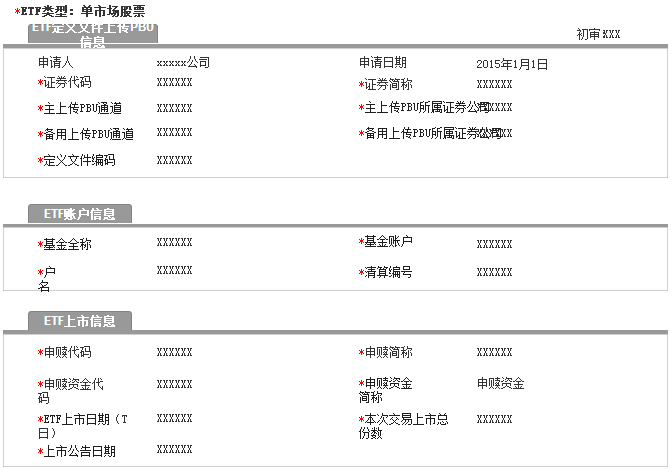 *ETF类型：单市场股票
ETF定义文件上传PBU
信息
初审:XXX
申请人 xxxxx公司 申请日期 2015年1月1日
*证券代码 XXXXXX *证券简称 XXXXXX
*主上传PBU通道 XXXXXX *主上传PBU所属证券公司 XXXXXX
*备用上传PBU通道 XXXXXX *备用上传PBU所属证券公司 XXXXXX
*定义文件编码 XXXXXX
ETF账户信息
*基金全称 XXXXXX *基金账户 XXXXXX
*户
名 XXXXXX *清算编号 XXXXXX
ETF上市信息
*申赎代码 XXXXXX *申赎简称 XXXXXX
*申赎资金代
码 XXXXXX *申赎资金
简称 申赎资金
*ETF上市日期（T
日） XXXXXX *本次交易上市总
份数 XXXXXX
*上市公告日期 XXXXXX